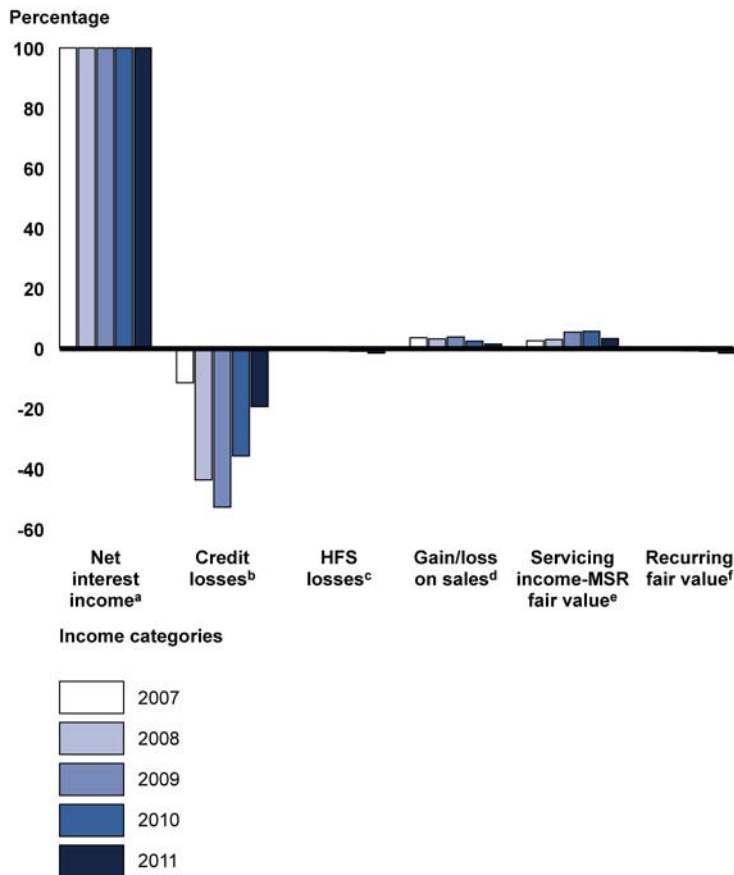 Percentage
100
80
60
40
20
0
-20
-40
-60
Net
interest
incomeᵃ
Credit
lossesᵇ
HFS
lossesᶜ
Gain/loss
on salesᵈ
Servicing
income-MSR
fair valueᵉ
Recurring
fair valueᶠ
Income categories
2007
2008
2009
2010
2011